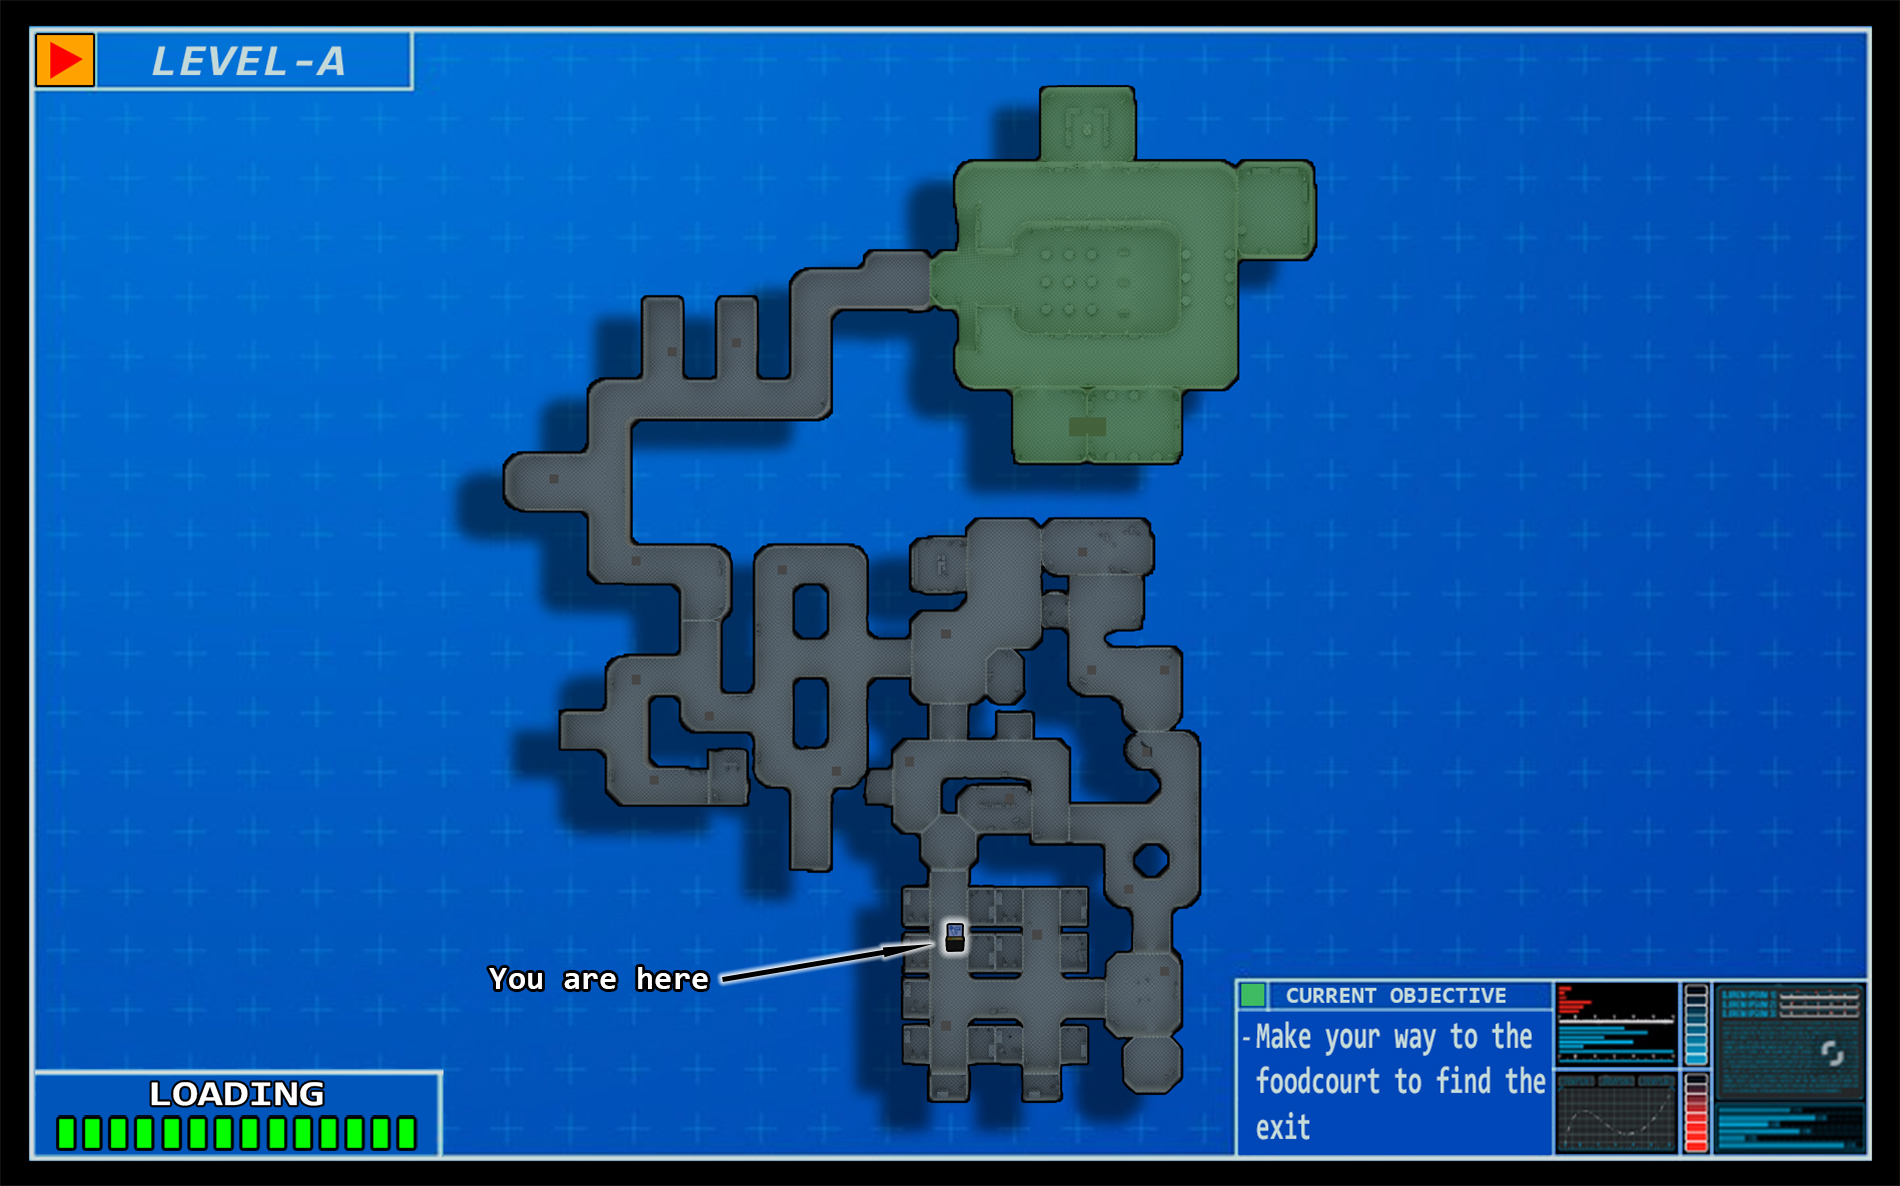 LEVEL-A
You are here
CURRENT OBJECTIVE
-Make your way to the
foodcourt to find the
exit
LOADING